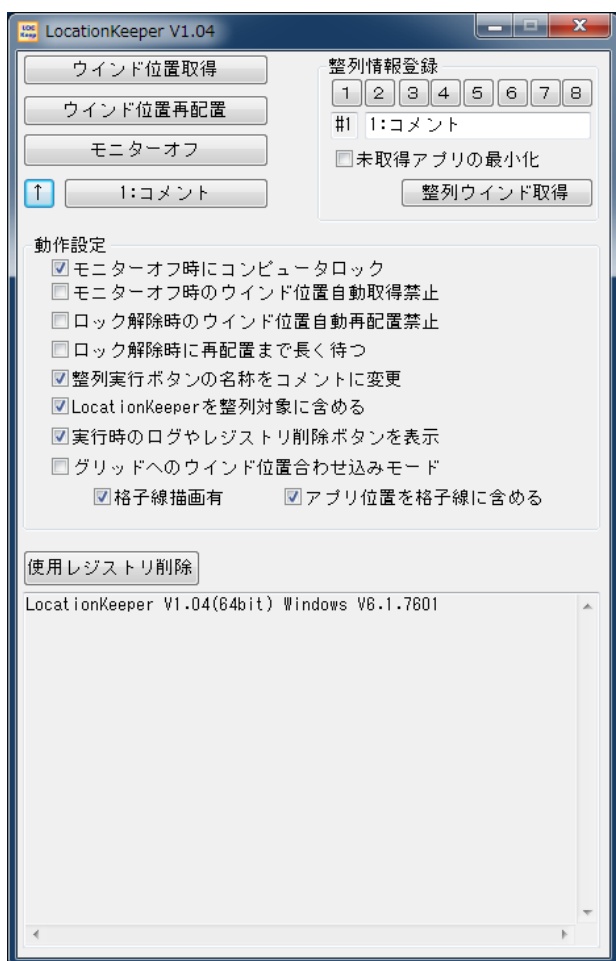 LOC Keep LocationKeeper V1.04
ウインド位置取得
ウインド位置再配置
モニターオフ
↑ 1:コメント
整列情報登録
1 2 3 4 5 6 7 8
#1 1:コメント
未取得アプリの最小化
整列ウインド取得
動作設定
モニターオフ時にコンピュータロック
モニターオフ時のウインド位置自動取得禁止
ロック解除時のウインド位置自動再配置禁止
ロック解除時に再配置まで長く待つ
整列実行ボタンの名称をコメントに変更
LocationKeeperを整列対象に含める
実行時のログやレジストリ削除ボタンを表示
グリッドへのウインド位置合わせ込みモード
格子線描画有 アプリ位置を格子線に含める
使用レジストリ削除
LocationKeeper V1.04(64bit) Windows V6.1.7601